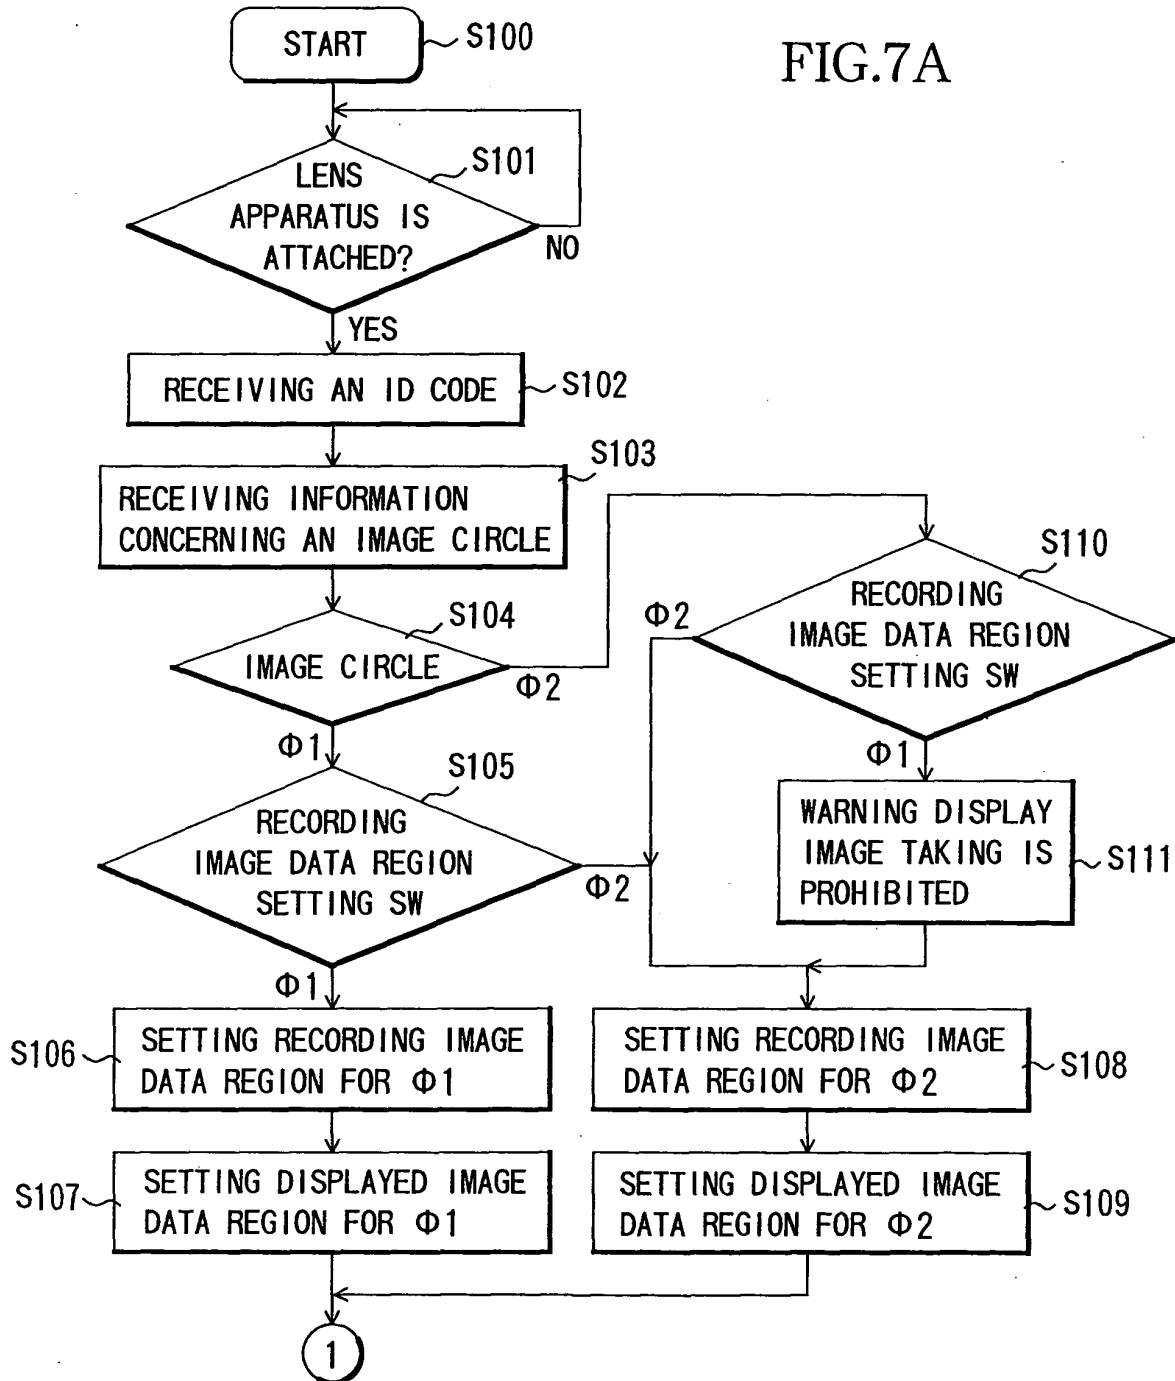 FIG.7A
START
S100
LENS
APPARATUS IS
ATTACHED?
S101
NO
YES
RECEIVING AN ID CODE
S102
RECEIVING INFORMATION
CONCERNING AN IMAGE CIRCLE
S103
IMAGE CIRCLE
S104
Φ2
Φ1
RECORDING
IMAGE DATA REGION
SETTING SW
S105
Φ2
Φ1
RECORDING
IMAGE DATA REGION
SETTING SW
S110
Φ2
Φ1
WARNING DISPLAY
IMAGE TAKING IS
PROHIBITED
S111
SETTING RECORDING IMAGE
DATA REGION FOR Φ1
S106
SETTING DISPLAYED IMAGE
DATA REGION FOR Φ1
S107
SETTING RECORDING IMAGE
DATA REGION FOR Φ2
S108
SETTING DISPLAYED IMAGE
DATA REGION FOR Φ2
S109
1